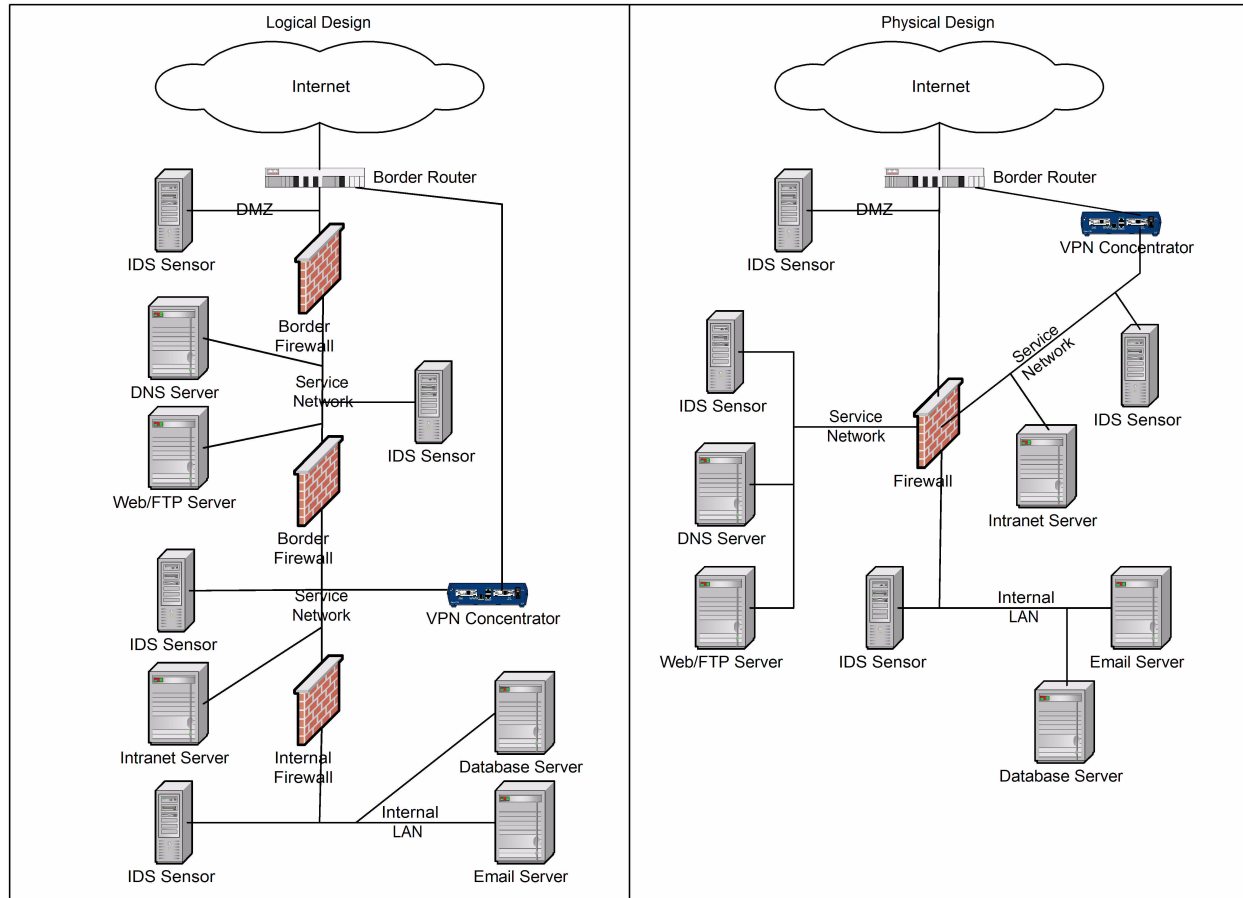 Logical Design
Internet
Border Router
DMZ
IDS Sensor
Border
Firewall
DNS Server
Service
Network
IDS Sensor
Web/FTP Server
Border
Firewall
Service
Network
VPN Concentrator
IDS Sensor
Intranet Server
Internal
Firewall
Database Server
Internal
LAN
IDS Sensor
Email Server
Physical Design
Internet
Border Router
DMZ
VPN Concentrator
IDS Sensor
Service
Network
IDS Sensor
IDS Sensor
Service
Network
Firewall
Intranet Server
DNS Server
Internal
LAN
Web/FTP Server
IDS Sensor
Email Server
Database Server